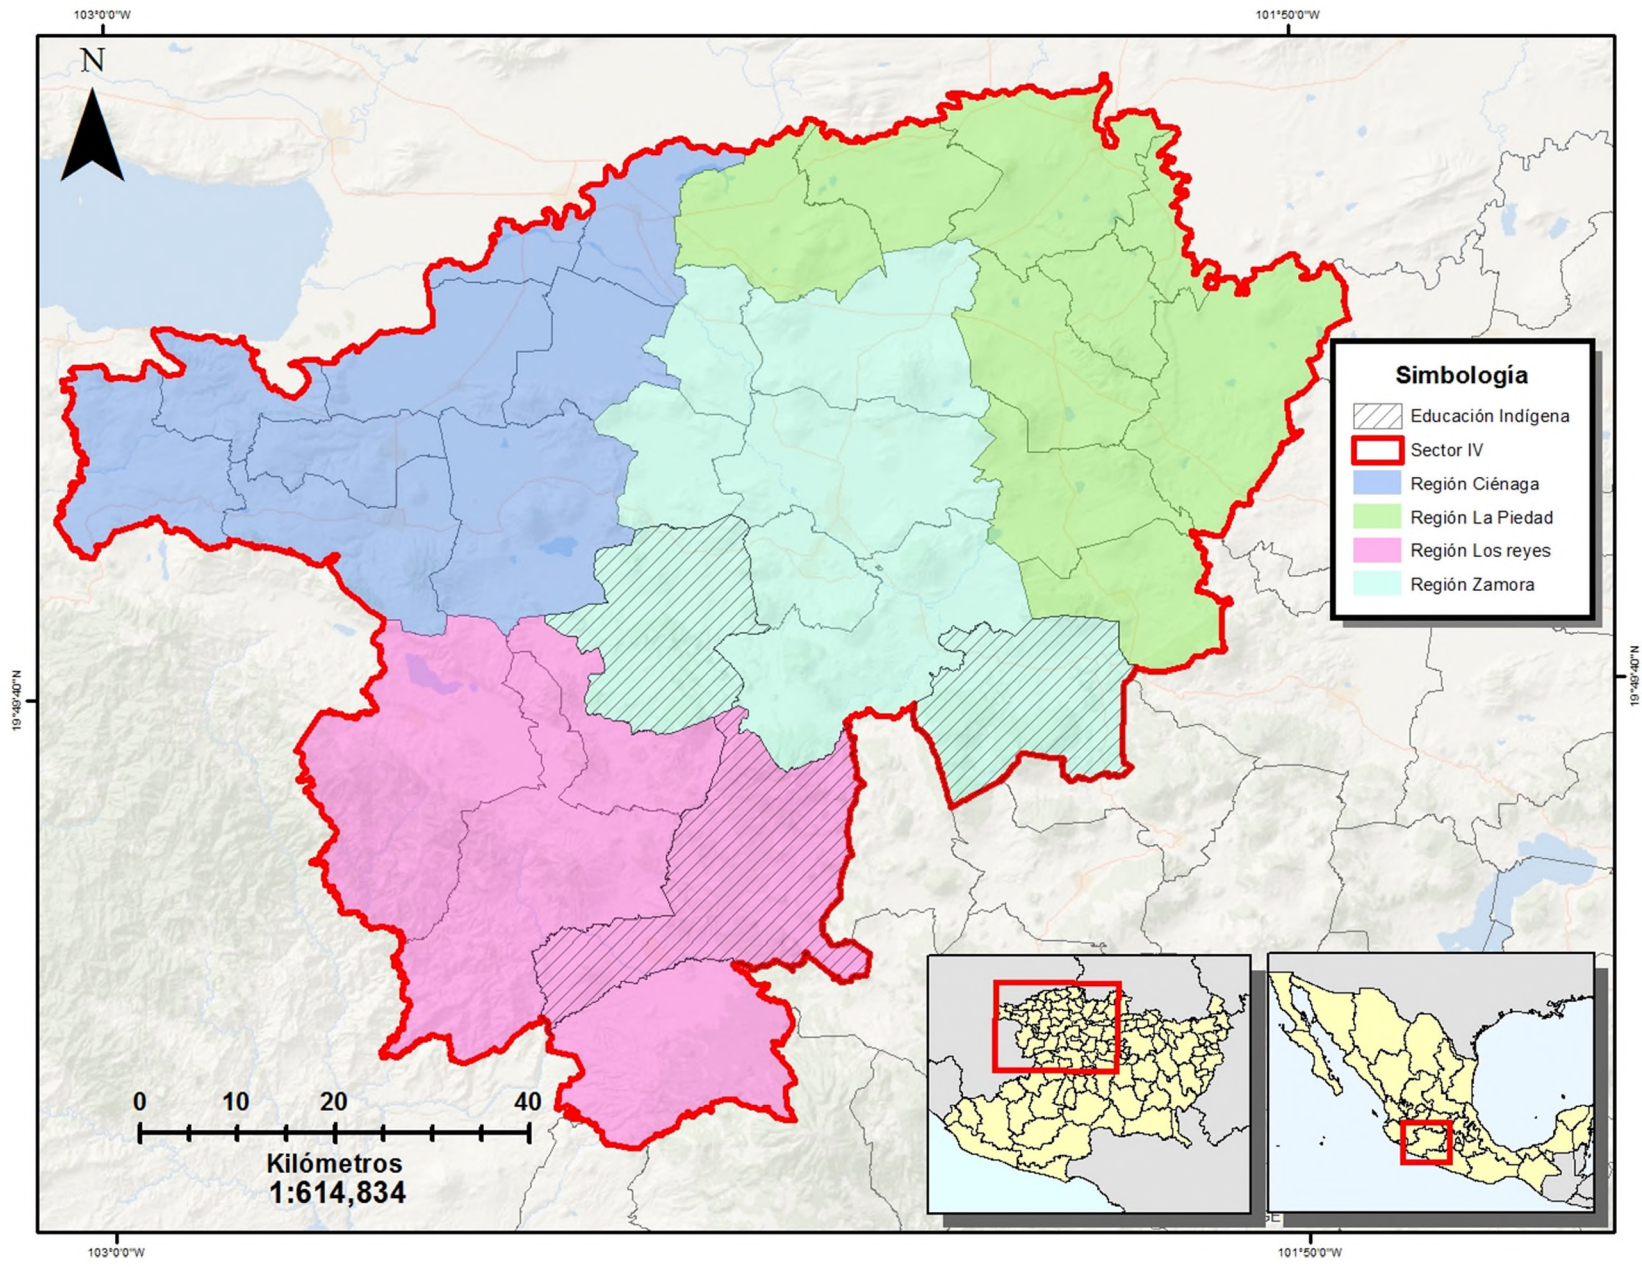 103°0'0"W
101°50'0"W
N
Simbología
Educación Indígena
Sector IV
Región Ciénaga
Región La Piedad
Región Los reyes
Región Zamora
19°49'40"N
19°49'40"N
0 10 20 40
Kilómetros
1:614,834
103°0'0"W
101°50'0"W